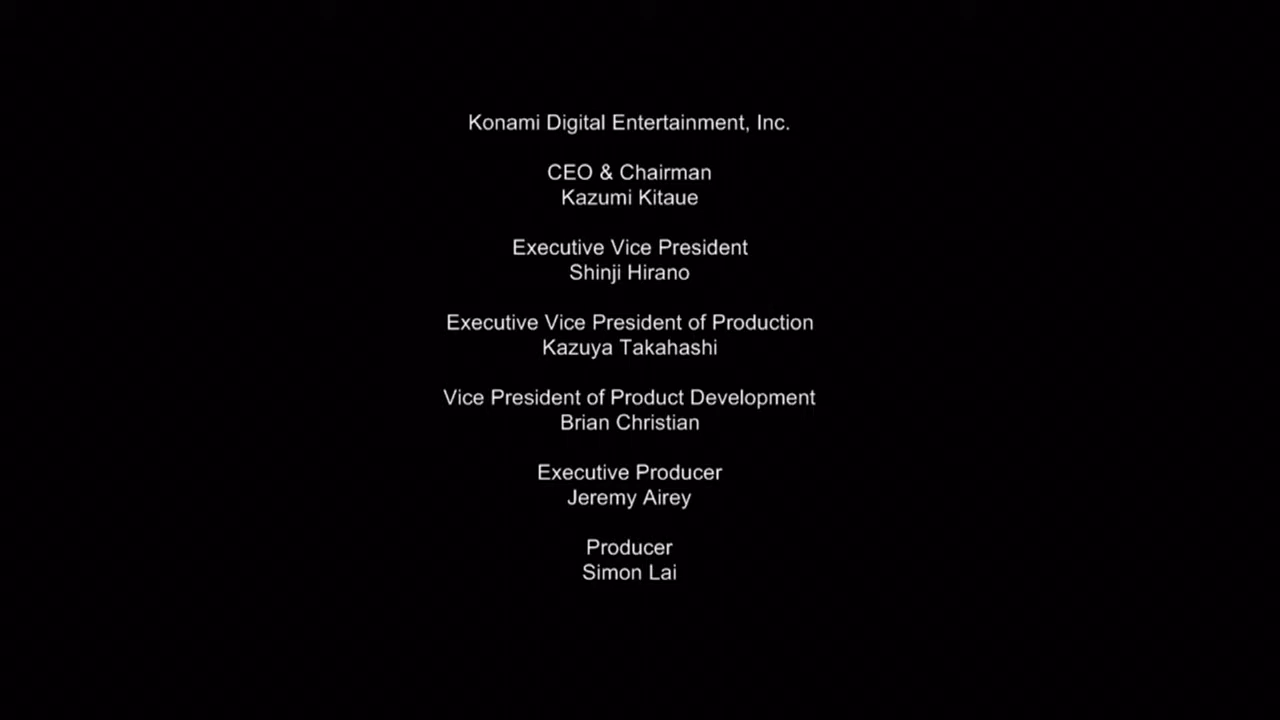 Konami Digital Entertainment, Inc.
CEO & Chairman
Kazumi Kitaue
Executive Vice President
Shinji Hirano
Executive Vice President of Production
Kazuya Takahashi
Vice President of Product Development
Brian Christian
Executive Producer
Jeremy Airey
Producer
Simon Lai